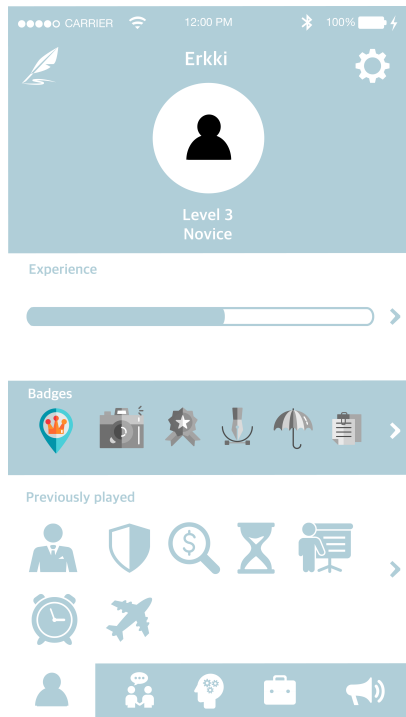 CARRIER 12:00 PM 100%
Erkki
Level 3
Novice
Experience
Badges
Previously played
$